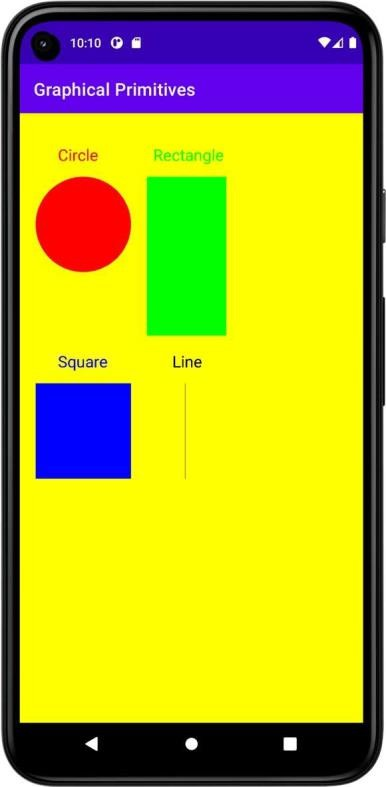 10:10
Graphical Primitives
Circle Rectangle
Square Line